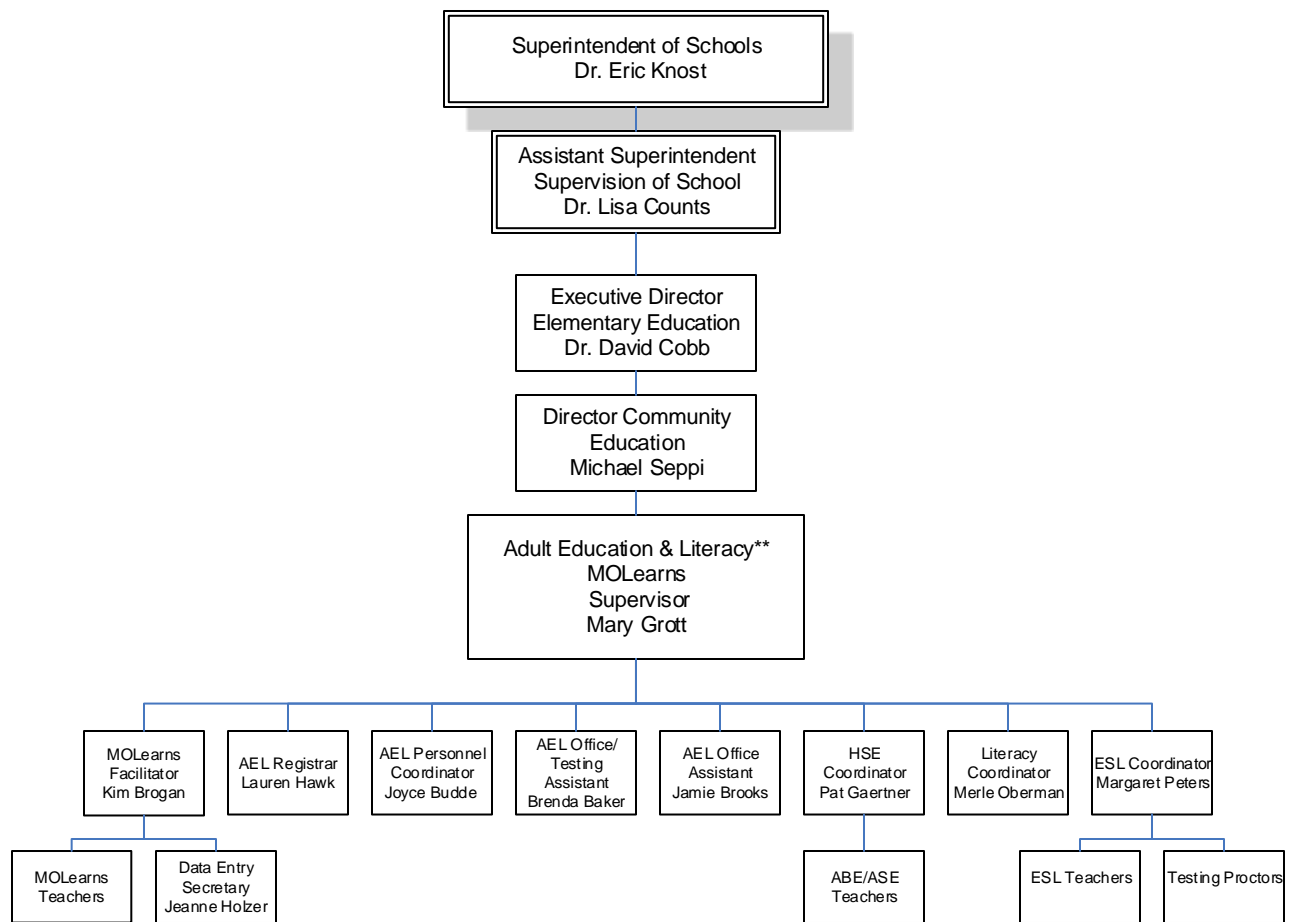 Superintendent of Schools
Dr. Eric Knost
Assistant Superintendent
Supervision of School
Dr. Lisa Counts
Executive Director
Elementary Education
Dr. David Cobb
Director Community
Education
Michael Seppi
Adult Education & Literacy**
MOLearns
Supervisor
Mary Grott
MOLearns
Facilitator
Kim Brogan
AEL Registrar
Lauren Hawk
AEL Personnel
Coordinator
Joyce Budde
AEL Office/
Testing
Assistant
Brenda Baker
AEL Office
Assistant
Jamie Brooks
HSE
Coordinator
Pat Gaertner
Literacy
Coordinator
Merle Oberman
ESL Coordinator
Margaret Peters
MOLearns
Teachers
Data Entry
Secretary
Jeanne Holzer
ABE/ASE
Teachers
ESL Teachers
Testing Proctors